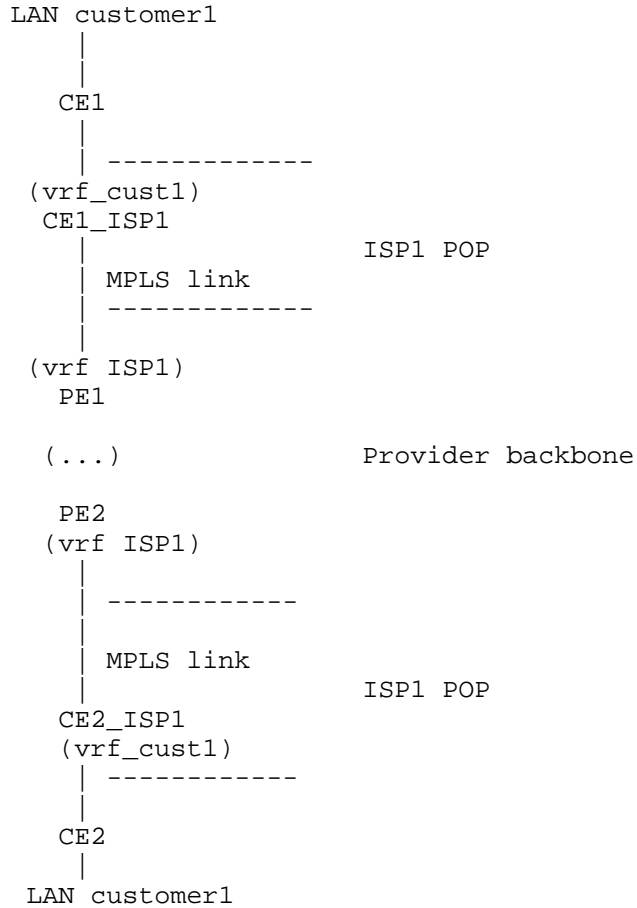 LAN customer1
|
|
CE1
|
| -------------
(vrf_cust1)
CE1_ISP1
| ISP1 POP
| MPLS link
| -------------
|
(vrf ISP1)
PE1
(...) Provider backbone
PE2
(vrf ISP1)
|
| ------------
|
| MPLS link
| ISP1 POP
CE2_ISP1
(vrf_cust1)
| ------------
|
CE2
|
LAN customer1